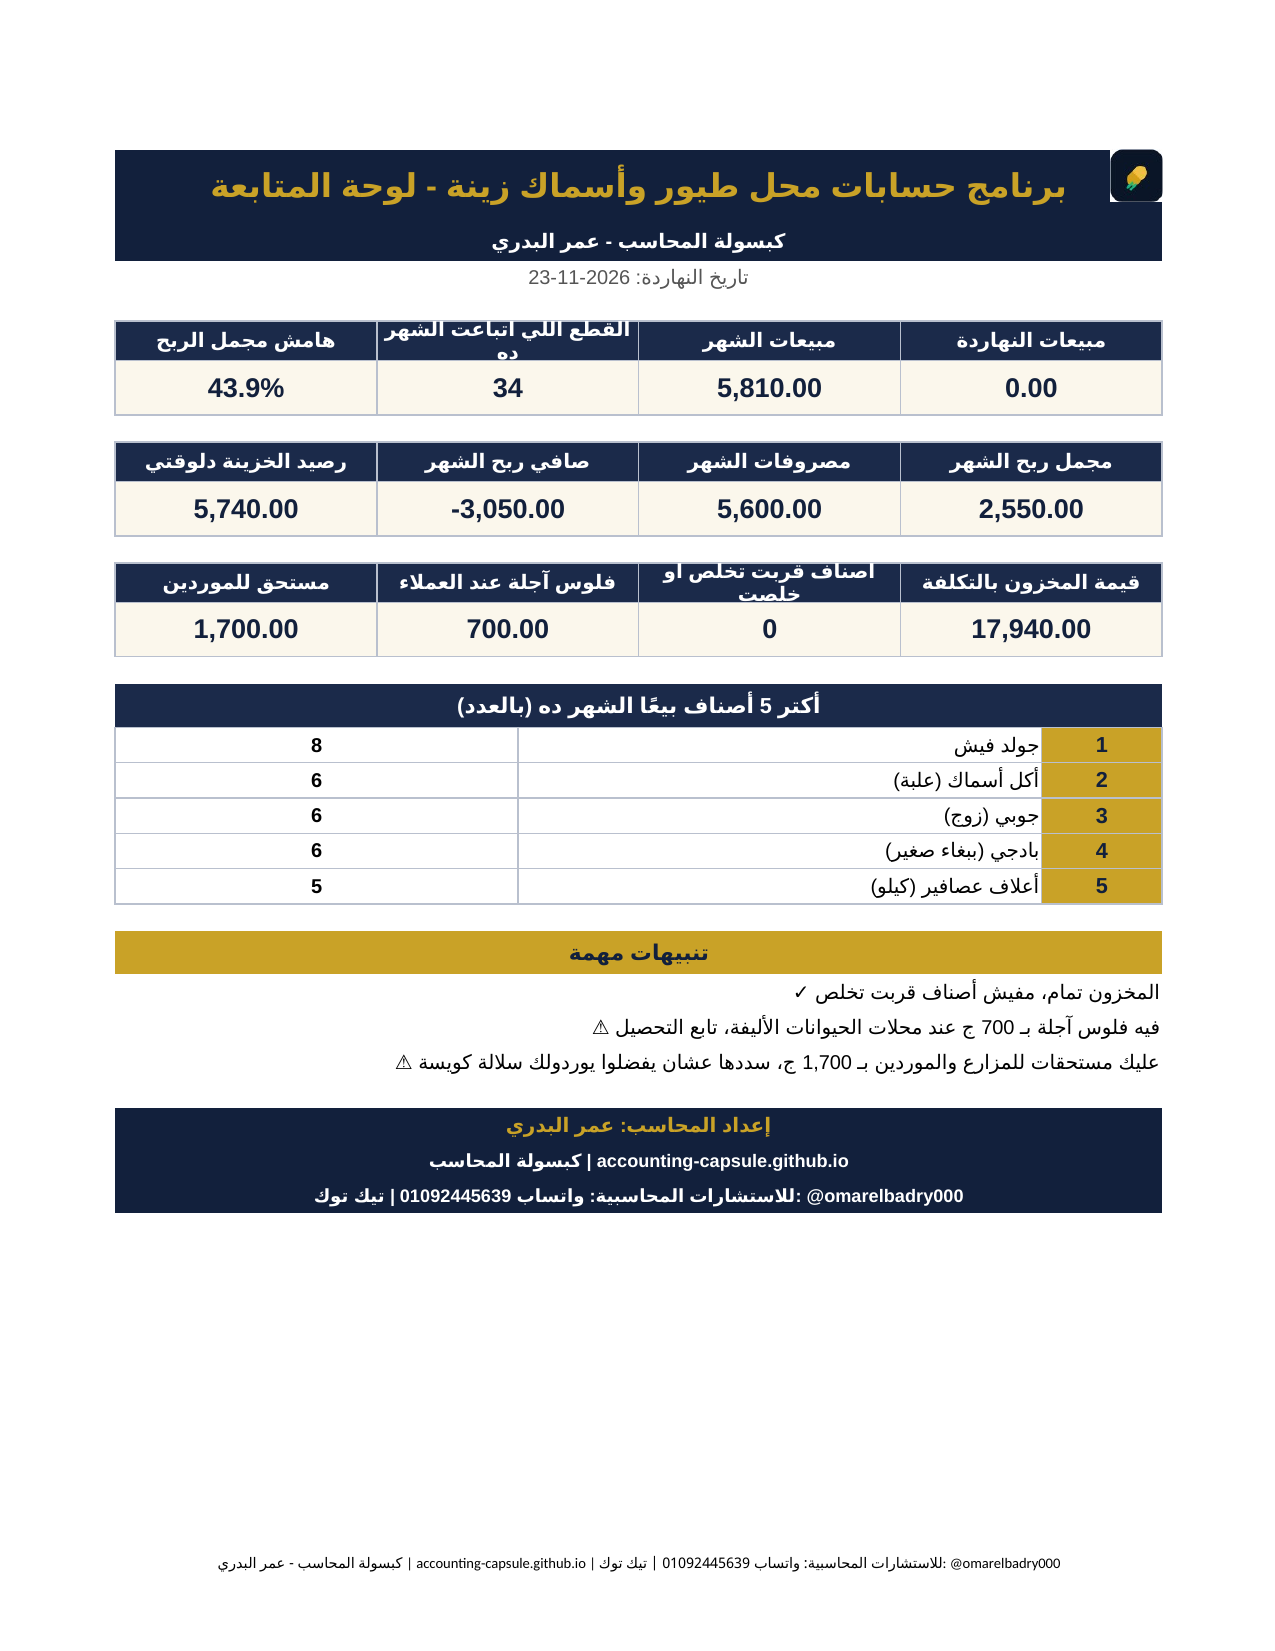 برنامج حسابات محل طيور وأسماك زينة - لوحة المتابعة
كبسولة المحاسب - عمر البدري
تاريخ النهاردة: 2026-11-23
مبيعات النهاردة
مبيعات الشهر
القطع اللي اتباعت الشهر
ده
هامش مجمل الربح
0.00
5,810.00
34
43.9%
مجمل ربح الشهر
مصروفات الشهر
صافي ربح الشهر
رصيد الخزينة دلوقتي
2,550.00
5,600.00
-3,050.00
5,740.00
قيمة المخزون بالتكلفة
أصناف قربت تخلص أو
خلصت
فلوس آجلة عند العملاء
مستحق للموردين
17,940.00
0
700.00
1,700.00
أكتر 5 أصناف بيعًا الشهر ده (بالعدد)
1 جولد فيش 8
2 أكل أسماك (علبة) 6
3 جوبي (زوج) 6
4 بادجي (ببغاء صغير) 6
5 أعلاف عصافير (كيلو) 5
تنبيهات مهمة
المخزون تمام، مفيش أصناف قربت تخلص ✓
فيه فلوس آجلة بـ 700 ج عند محلات الحيوانات الأليفة، تابع التحصيل ⚠
عليك مستحقات للمزارع والموردين بـ 1,700 ج، سددها عشان يفضلوا يوردولك سلالة كويسة ⚠
إعداد المحاسب: عمر البدري
كبسولة المحاسب | accounting-capsule.github.io
للاستشارات المحاسبية: واتساب 01092445639 | تيك توك: @omarelbadry000
كبسولة المحاسب - عمر البدري | accounting-capsule.github.io | للاستشارات المحاسبية: واتساب 01092445639 | تيك توك: @omarelbadry000